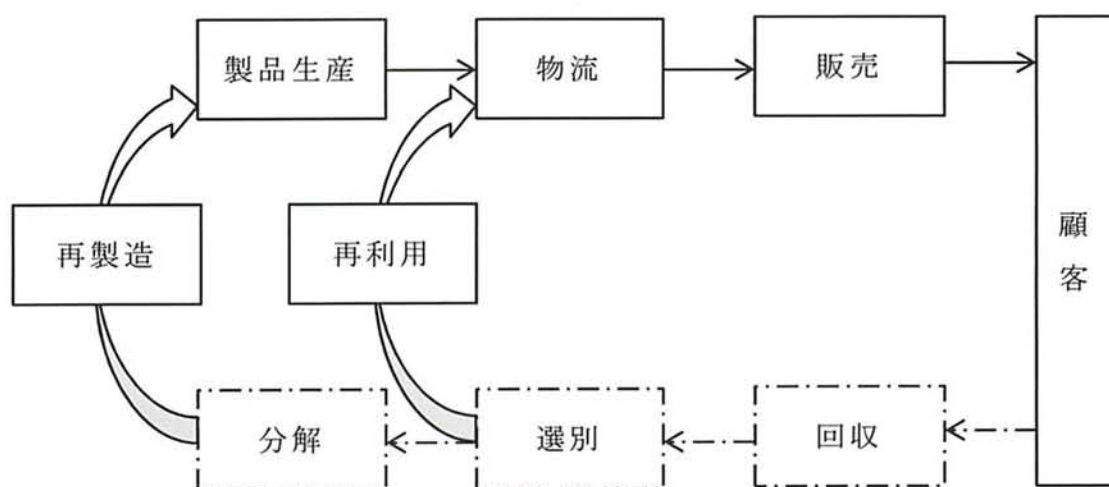 製品生産
物流
販売
再製造
再利用
顧客
分解
選別
回収